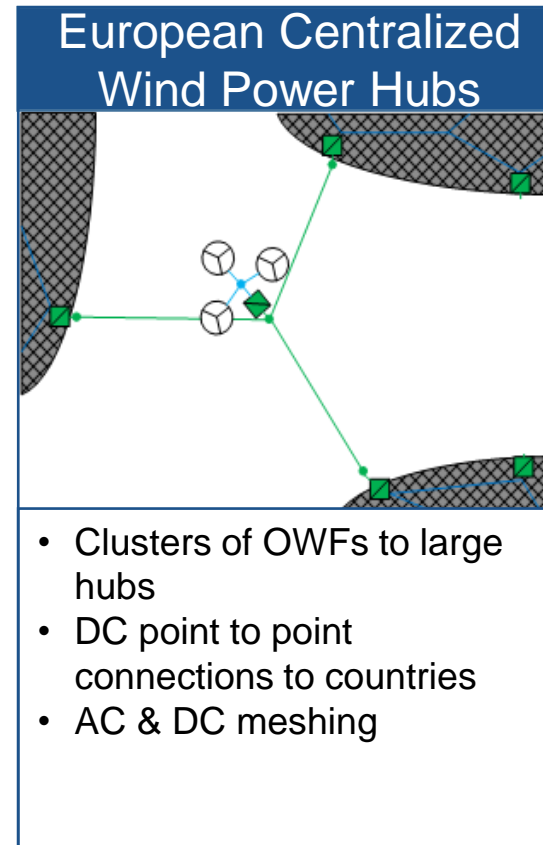 European Centralized
Wind Power Hubs
• Clusters of OWFs to large
hubs
• DC point to point
connections to countries
• AC & DC meshing